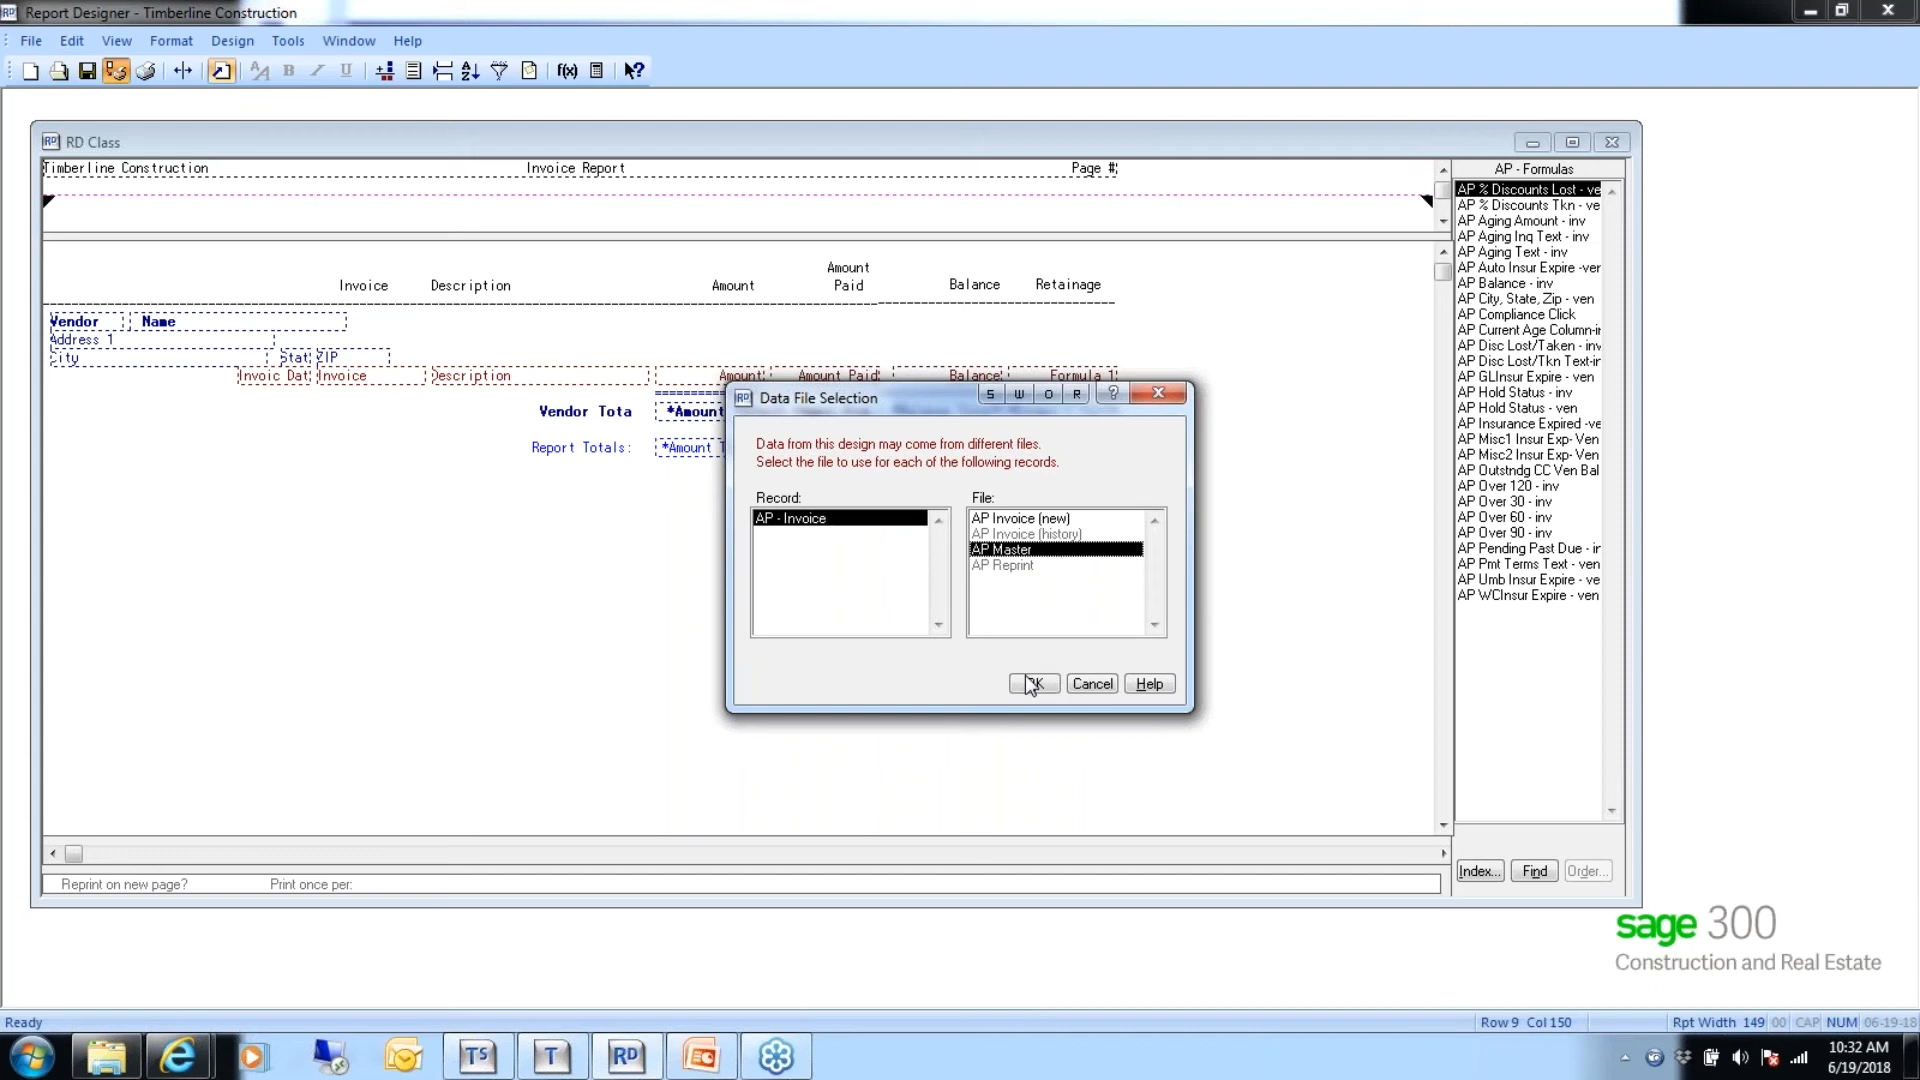 Report Designer - Timberline Construction
File Edit View Format Design Tools Window Help
RD Class
Timberline Construction Invoice Report Page #:
AP - Formulas
AP % Discounts Lost - ve
AP % Discounts Tkn - ve
AP Aging Amount - inv
AP Aging Inq Text - inv
AP Aging Text - inv
AP Auto Insur Expire -ver
AP Balance - inv
AP City, State, Zip - ven
AP Compliance Click
AP Current Age Column-ir
AP Disc Lost/Taken - inv
AP Disc Lost/Tkn Text-ir
AP GLInsur Expire - ven
AP Hold Status - inv
AP Hold Status - ven
AP Insurance Expired -ve
AP Misc1 Insur Exp- Ven
AP Misc2 Insur Exp- Ven
AP Outstndg CC Ven Bal
AP Over 120 - inv
AP Over 30 - inv
AP Over 60 - inv
AP Over 90 - inv
AP Pending Past Due - ir
AP Pmt Terms Text - ven
AP Umb Insur Expire - ve
AP WCInsur Expire - ven
Index... Find Order...
Amount
Invoice Description Amount Paid Balance Retainage
Vendor Name
Address 1
City Stat ZIP
Invoic Dat Invoice Description Amount Amount Paid Balance Formula 1
Vendor Tota *Amount
Report Totals: *Amount T
Data File Selection S W O R ?
Data from this design may come from different files.
Select the file to use for each of the following records.
Record: File:
AP - Invoice
AP Invoice (new)
AP Invoice (history)
AP Master
AP Reprint
OK Cancel Help
Reprint on new page? Print once per:
sage 300
Construction and Real Estate
Ready Row 9 Col 150 Rpt Width 149 00 CAP NUM 06-19-18
TS T RD
10:32 AM
6/19/2018